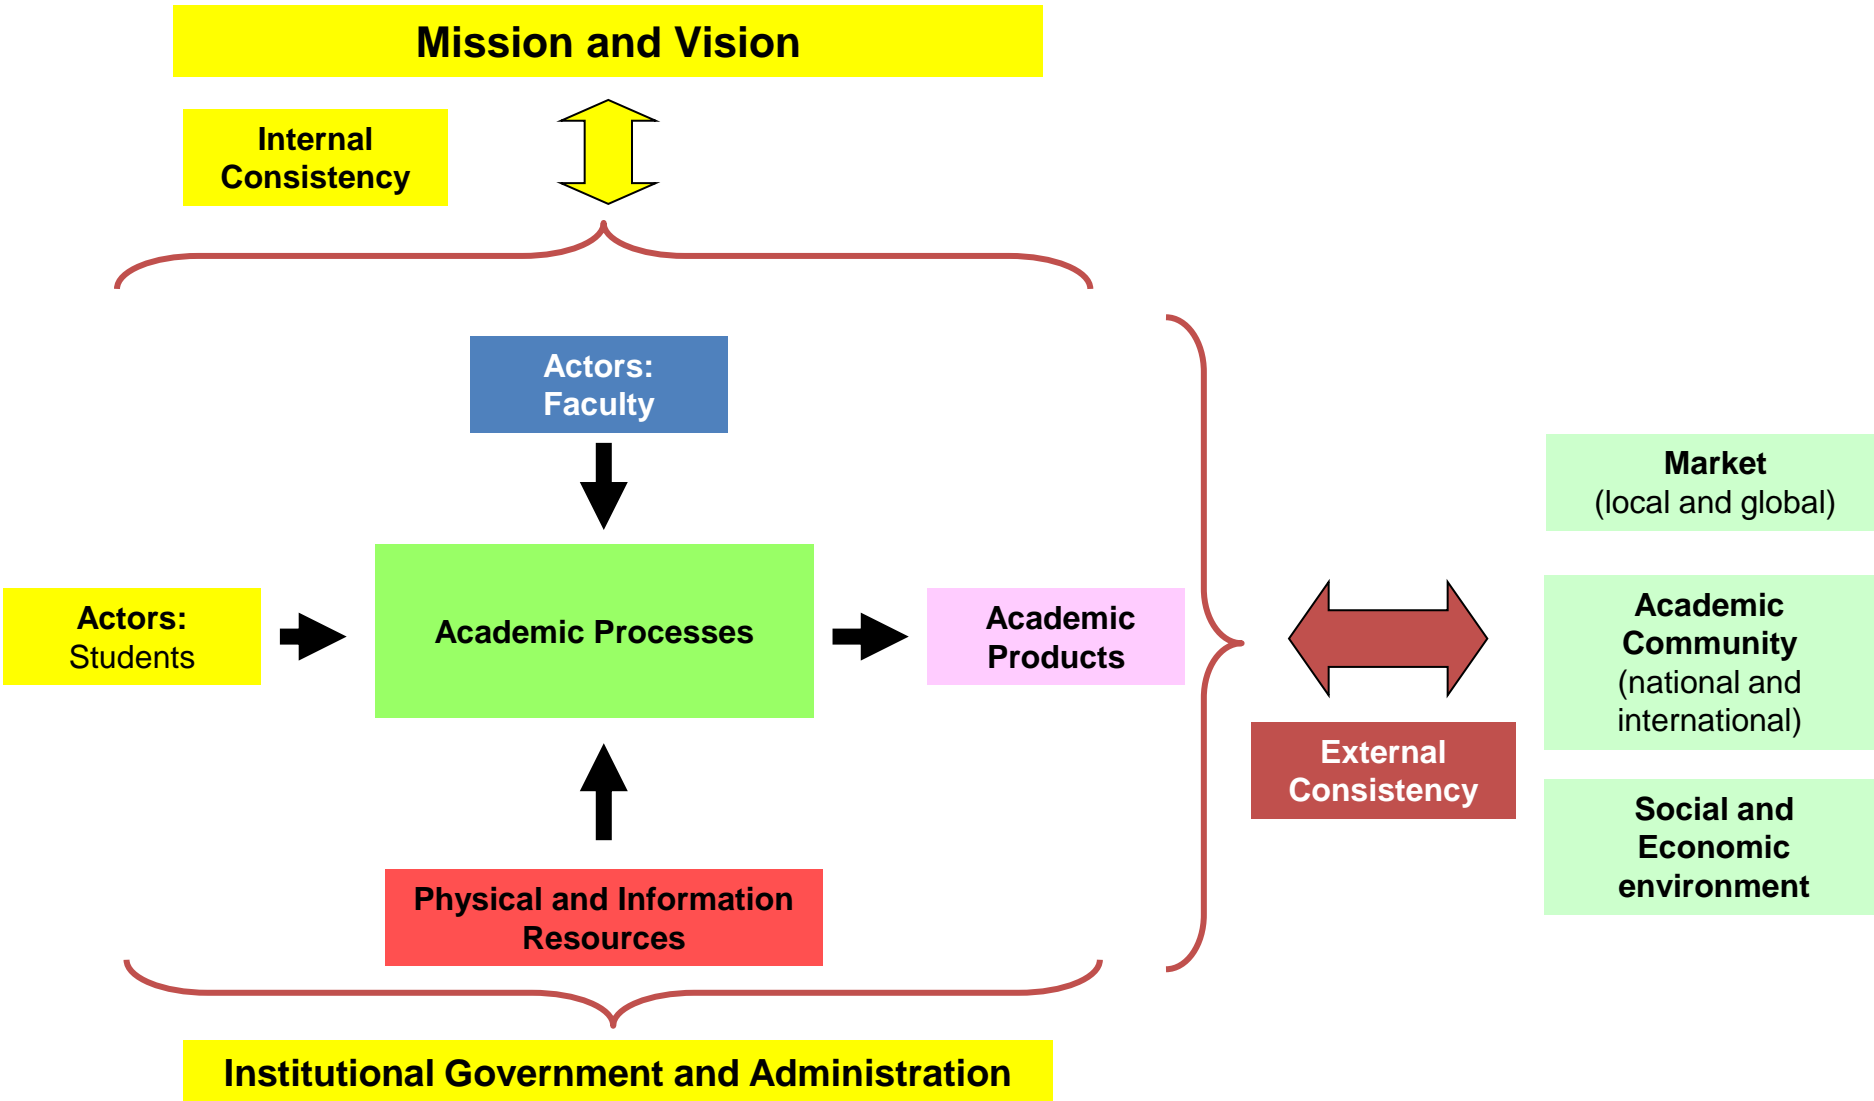 Mission and Vision
Internal
Consistency
Actors:
Faculty
Actors:
Students
Academic Processes
Academic
Products
Physical and Information
Resources
Institutional Government and Administration
External
Consistency
Market
(local and global)
Academic
Community
(national and
international)
Social and
Economic
environment